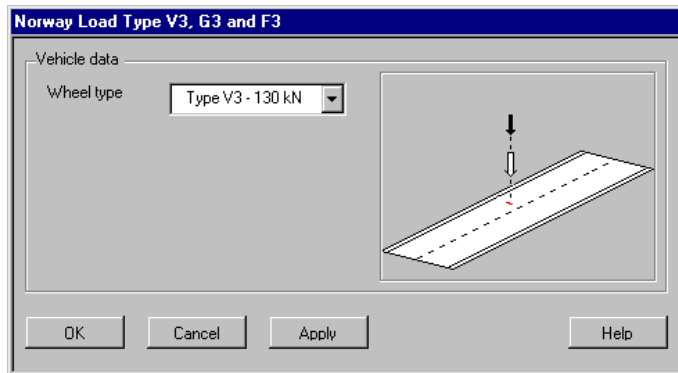 Norway Load Type V3, G3 and F3
Vehicle data
Wheel type
Type V3 - 130 kN
OK
Cancel
Apply
Help